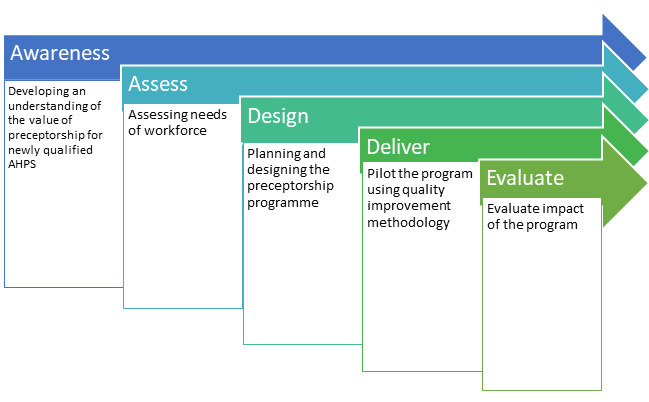 Awareness
Developing an
understanding of
the value of
preceptorship for
newly qualified
AHPS
Assess
Assessing needs
of workforce
Design
Planning and
designing the
preceptorship
programme
Deliver
Pilot the program
using quality
improvement
methodology
Evaluate
Evaluate impact
of the program